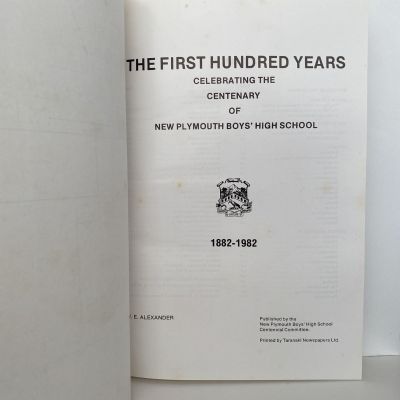 THE FIRST HUNDRED YEARS
CELEBRATING THE
CENTENARY
OF
NEW PLYMOUTH BOYS' HIGH SCHOOL
1882-1982
E. ALEXANDER
Published by the
New Plymouth Boys' High School
Centennial Committee.
Printed by Taranaki Newspapers Ltd.